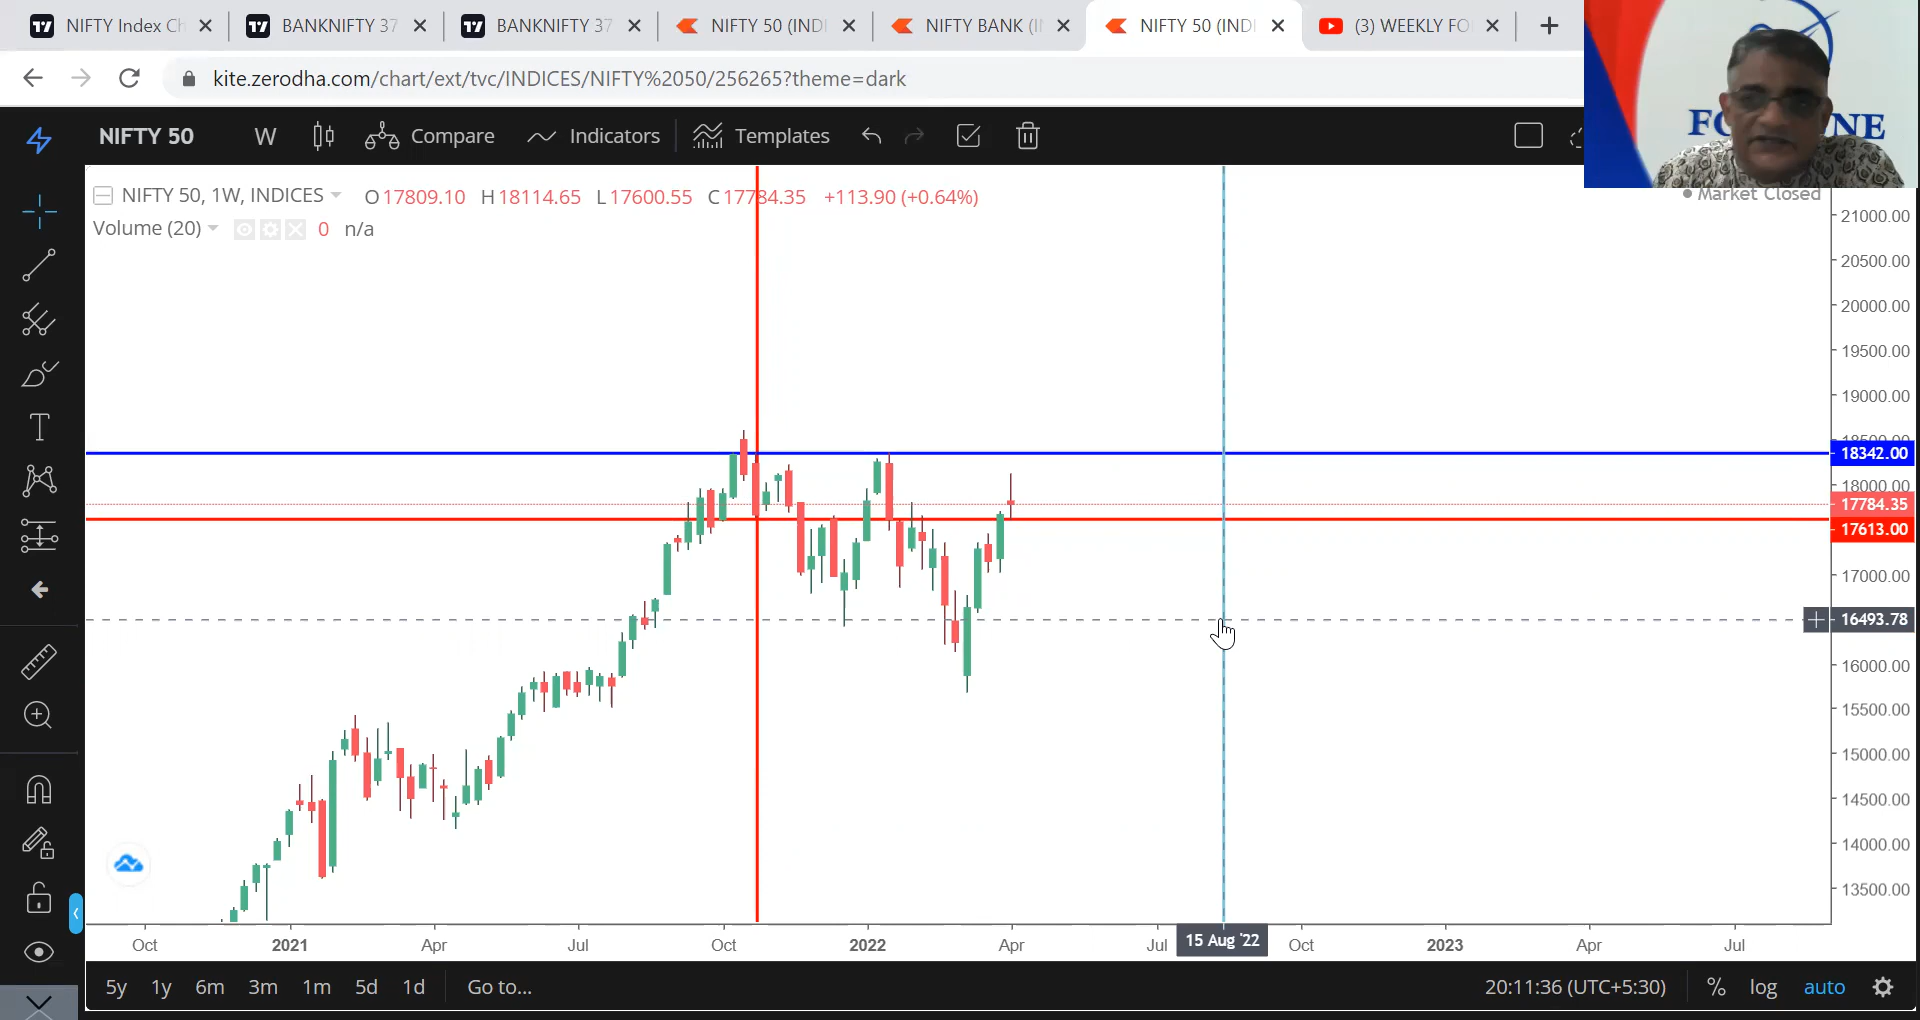 NIFTY Index Ch
BANKNIFTY 37
BANKNIFTY 37
NIFTY 50 (INDI
NIFTY BANK (I
NIFTY 50 (INDI
(3) WEEKLY FO
kite.zerodha.com/chart/ext/tvc/INDICES/NIFTY%2050/256265?theme=dark
NIFTY 50 W Compare Indicators Templates
NIFTY 50, 1W, INDICES O17809.10 H18114.65 L17600.55 C17784.35 +113.90 (+0.64%)
Market Closed
Volume (20) 0 n/a
21000.00
20500.00
20000.00
19500.00
19000.00
18500.00
18342.00
18000.00
17784.35
17613.00
17000.00
16493.78
16000.00
15500.00
15000.00
14500.00
14000.00
13500.00
Oct 2021 Apr Jul Oct 2022 Apr Jul 15 Aug '22 Oct 2023 Apr Jul
5y 1y 6m 3m 1m 5d 1d Go to... 20:11:36 (UTC+5:30) % log auto